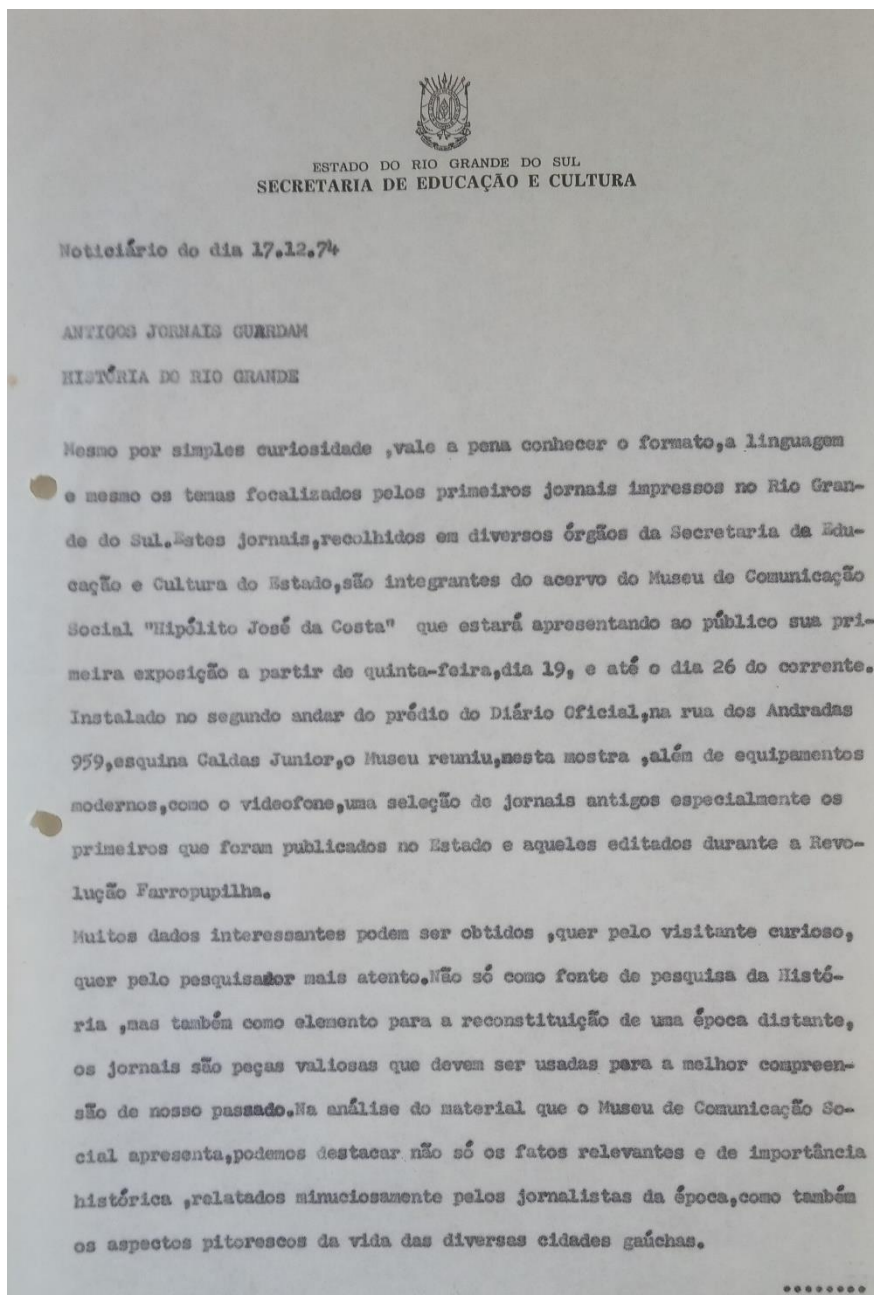 ESTADO DO RIO GRANDE DO SUL
SECRETARIA DE EDUCAÇÃO E CULTURA
Noticiário do dia 17.12.74
ANTIGOS JORNAIS GUARDAM
HISTÓRIA DO RIO GRANDE
Mesmo por simples curiosidade ,vale a pena conhecer o formato,a linguagem
e mesmo os temas focalizados pelos primeiros jornais impressos no Rio Gran-
de do Sul.Estes jornais,recolhidos em diversos órgãos da Secretaria de Edu-
cação e Cultura do Estado,são integrantes do acervo do Museu de Comunicação
Social "Hipólito José da Costa" que estará apresentando ao público sua pri-
meira exposição a partir de quinta-feira,dia 19, e até o dia 26 do corrente.
Instalado no segundo andar do prédio do Diário Oficial,na rua dos Andradas
959,esquina Caldas Junior,o Museu reuniu,nesta mostra ,além de equipamentos
modernos,como o videofone,uma seleção de jornais antigos especialmente os
primeiros que foram publicados no Estado e aqueles editados durante a Revo-
lução Farropupilha.
Muitos dados interessantes podem ser obtidos ,quer pelo visitante curioso,
quer pelo pesquisador mais atento.Não só como fonte de pesquisa da Histó-
ria ,mas também como elemento para a reconstituição de uma época distante,
os jornais são peças valiosas que devem ser usadas para a melhor compreen-
são de nosso passado.Na análise do material que o Museu de Comunicação So-
cial apresenta,podemos destacar não só os fatos relevantes e de importância
histórica ,relatados minuciosamente pelos jornalistas da época,como também
os aspectos pitorescos da vida das diversas cidades gaúchas.
........